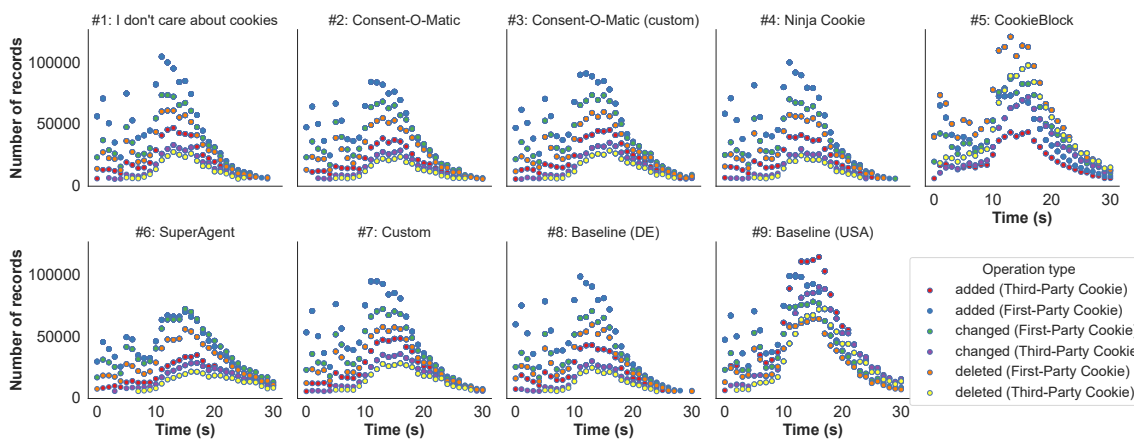 #1: I don't care about cookies
#2: Consent-O-Matic
#3: Consent-O-Matic (custom)
#4: Ninja Cookie
#5: CookieBlock
Number of records
100000
50000
0
0 10 20 30
Time (s)
#6: SuperAgent
#7: Custom
#8: Baseline (DE)
#9: Baseline (USA)
Number of records
100000
50000
0
0 10 20 30
Time (s)
0 10 20 30
Time (s)
0 10 20 30
Time (s)
0 10 20 30
Time (s)
Operation type
added (Third-Party Cookie)
added (First-Party Cookie)
changed (First-Party Cookie
changed (Third-Party Cookie
deleted (First-Party Cookie)
deleted (Third-Party Cookie)